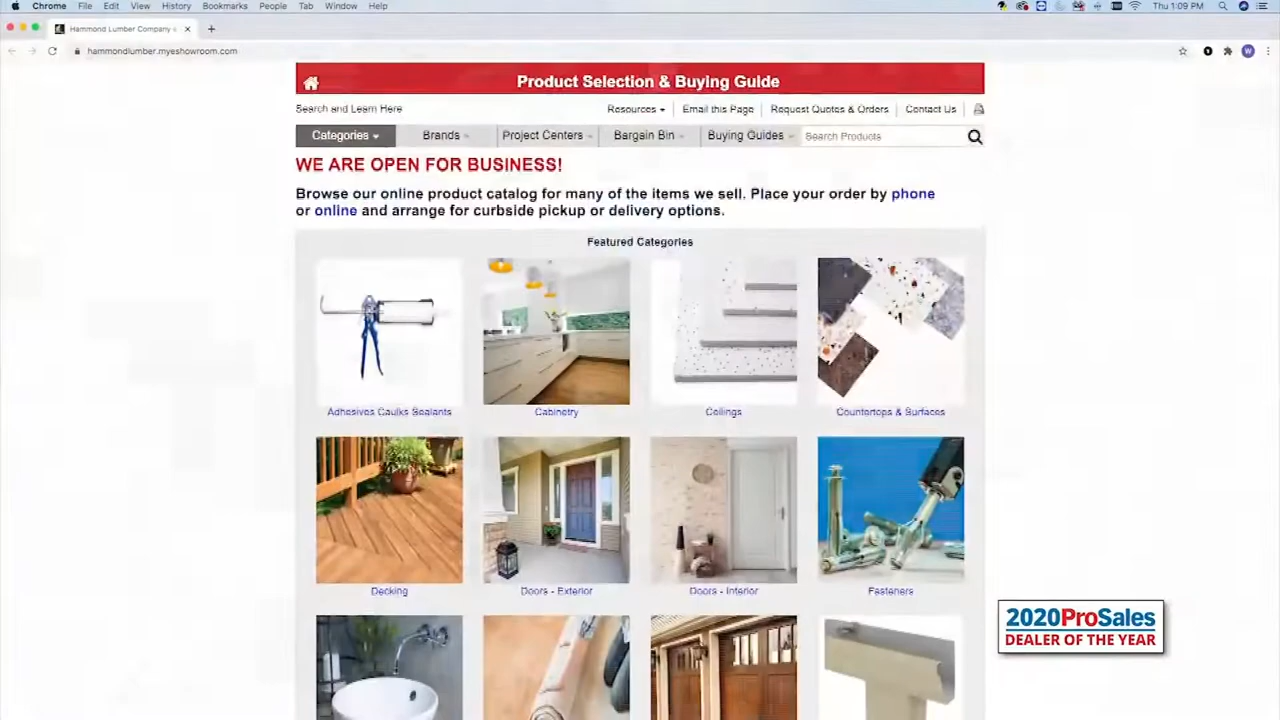 Chrome File Edit View History Bookmarks People Tab Window Help Thu 1:09 PM
Hammond Lumber Company
hammondlumber.myeshowroom.com
W
Product Selection & Buying Guide
Search and Learn Here Resources Email this Page Request Quotes & Orders Contact Us
Categories Brands Project Centers Bargain Bin Buying Guides Search Products
WE ARE OPEN FOR BUSINESS!
Browse our online product catalog for many of the items we sell. Place your order by phone
or online and arrange for curbside pickup or delivery options.
Featured Categories
Adhesives Caulks Sealants Cabinetry Ceilings Countertops & Surfaces
Decking Doors - Exterior Doors - Interior Fasteners
2020ProSales
DEALER OF THE YEAR